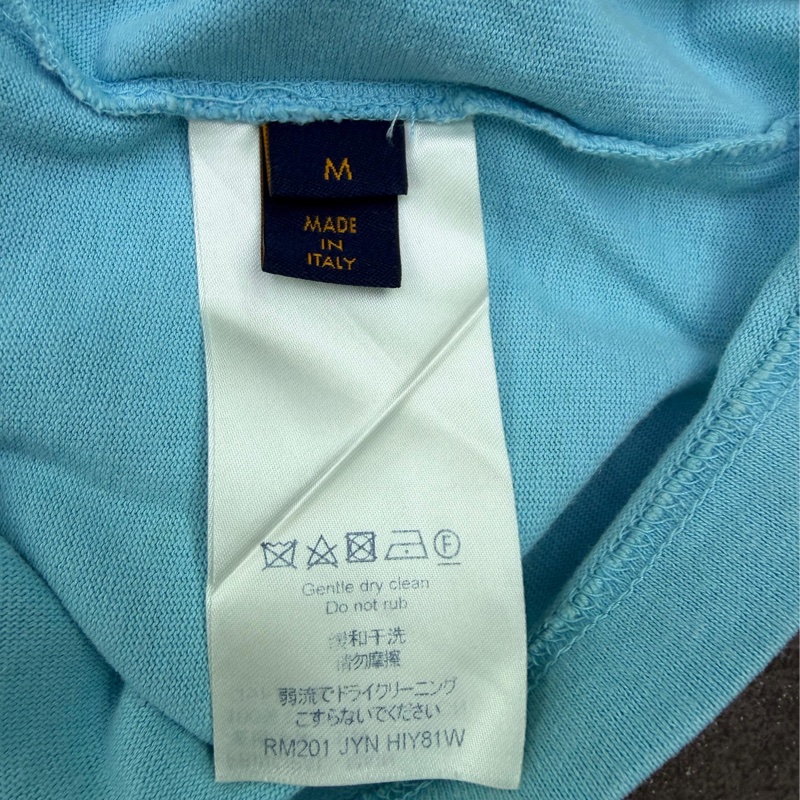 M
MADE
IN
ITALY
F
Gentle dry clean
Do not rub
缓和干洗
请勿摩擦
弱流でドライクリーニング
こすらないでください
RM201 JYN HIY81W